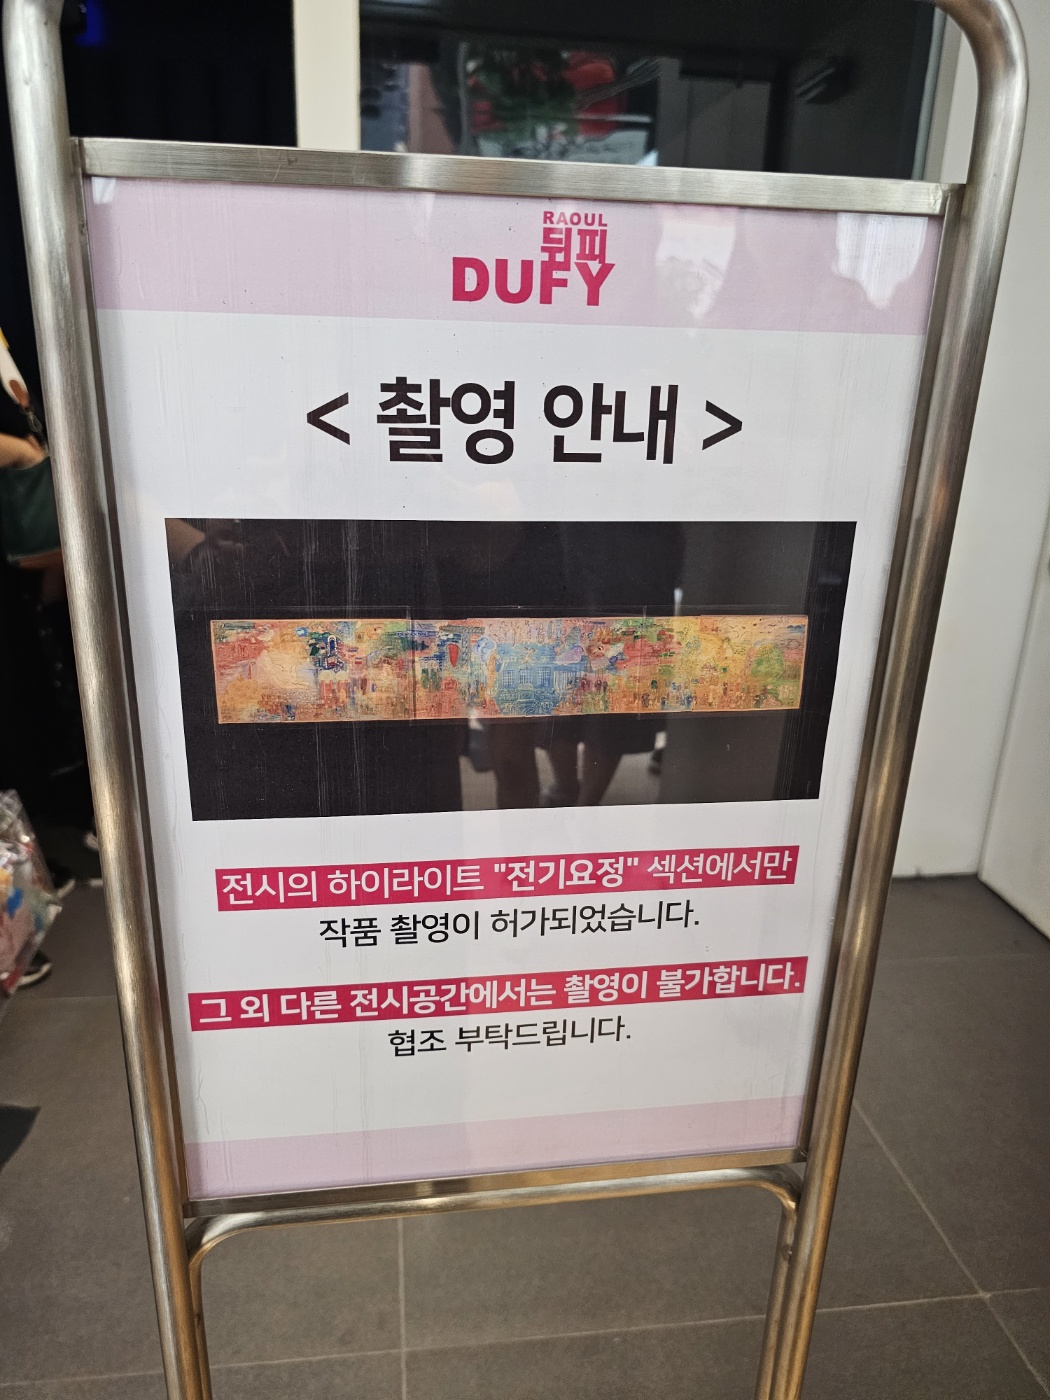 RAOUL
뒤피
DUFY
< 촬영 안내 >
전시의 하이라이트 "전기요정" 섹션에서만
작품 촬영이 허가되었습니다.
그 외 다른 전시공간에서는 촬영이 불가합니다.
협조 부탁드립니다.